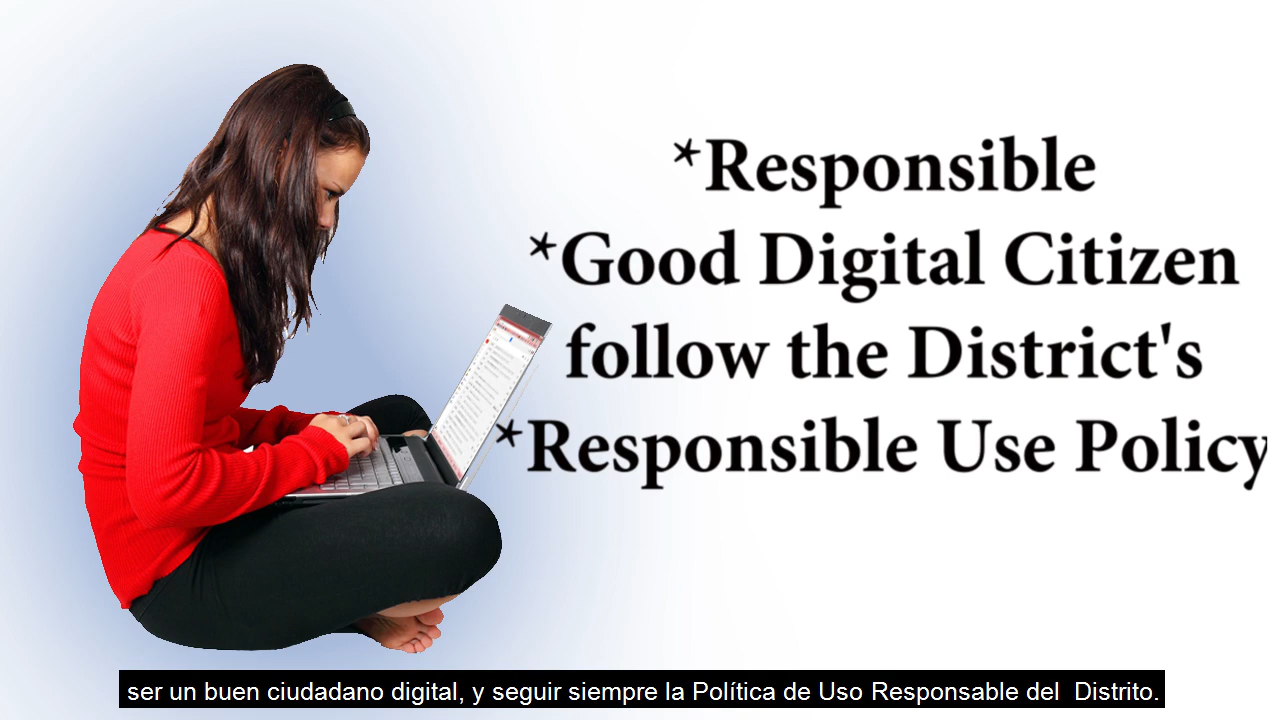 *Responsible
*Good Digital Citizen
follow the District's
*Responsible Use Policy
ser un buen ciudadano digital, y seguir siempre la Política de Uso Responsable del  Distrito.